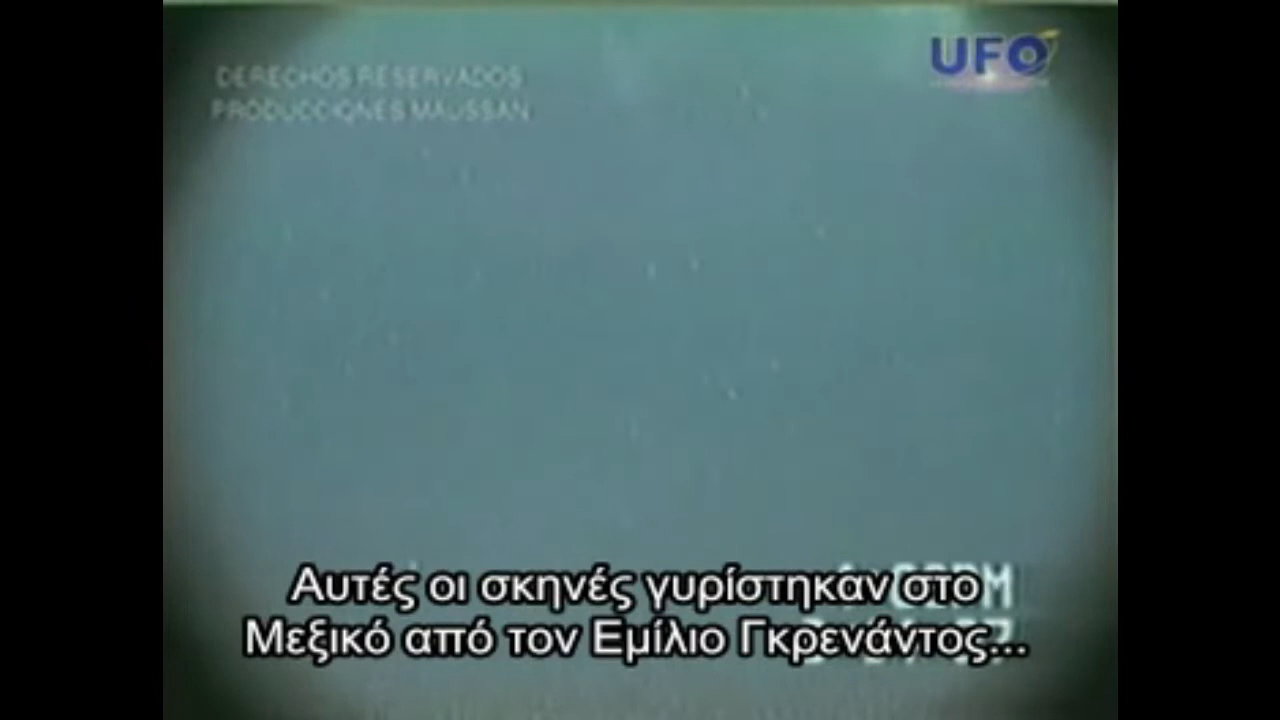 UFO
DERECHOS RESERVADOS
PRODUCCIONES MAUSSAN
Αυτές οι σκηνές γυρίστηκαν στο
Μεξικό από τον Εμίλιο Γκρενάντος...